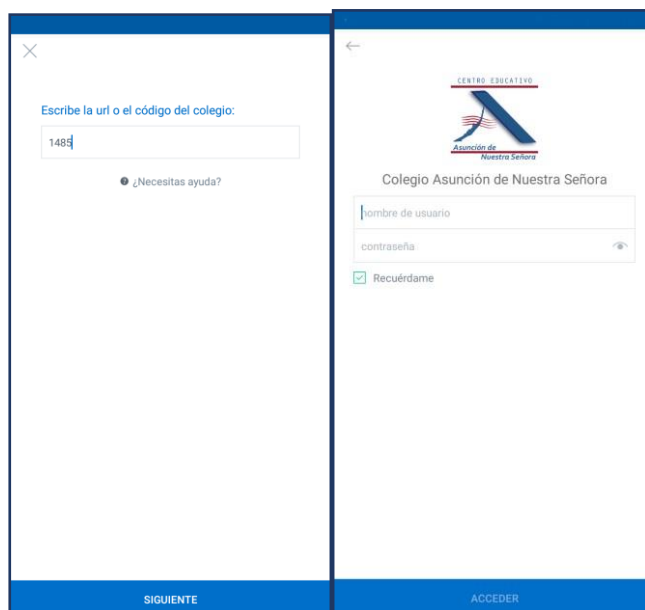 Escribe la url o el código del colegio:
1485
¿Necesitas ayuda?
SIGUIENTE
CENTRO EDUCATIVO
Asunción de
Nuestra Señora
Colegio Asunción de Nuestra Señora
nombre de usuario
contraseña
Recuérdame
ACCEDER